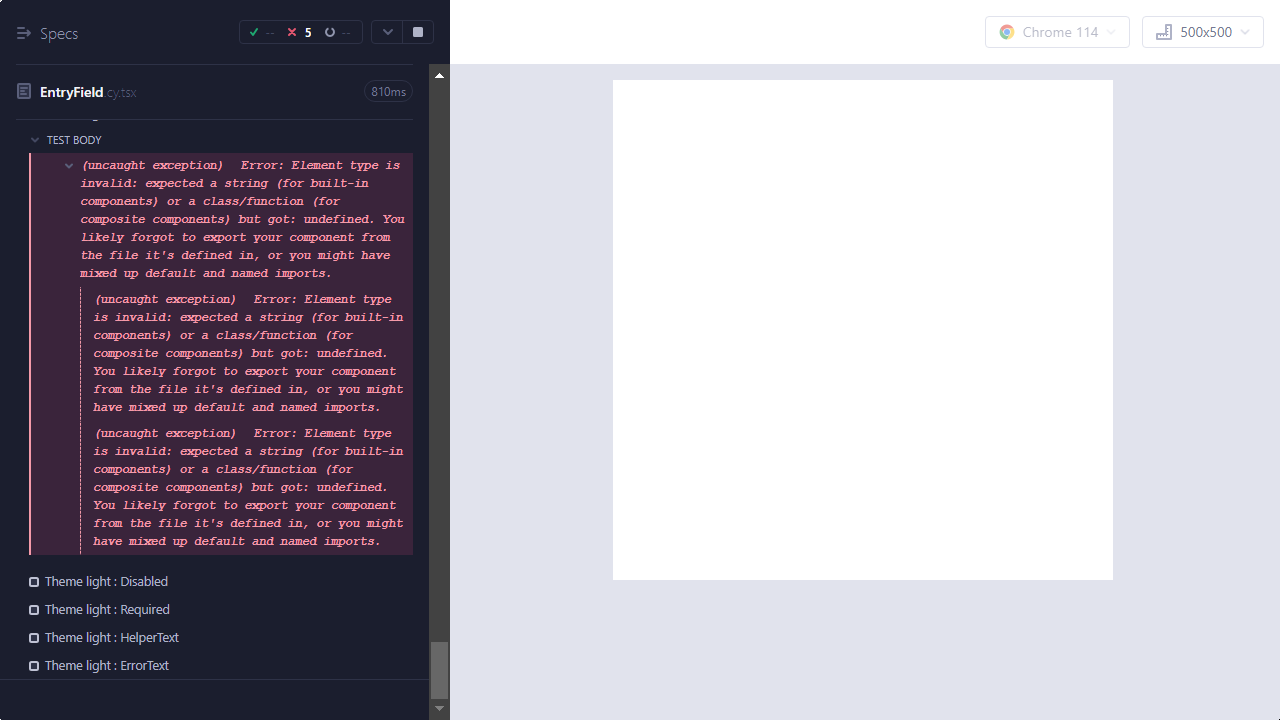 Specs
-- 5 --
Chrome 114
500x500
EntryField.cy.tsx
810ms
TEST BODY
(uncaught exception) Error: Element type is
invalid: expected a string (for built-in
components) or a class/function (for
composite components) but got: undefined. You
likely forgot to export your component from
the file it's defined in, or you might have
mixed up default and named imports.
(uncaught exception) Error: Element type
is invalid: expected a string (for built-in
components) or a class/function (for
composite components) but got: undefined.
You likely forgot to export your component
from the file it's defined in, or you might
have mixed up default and named imports.
(uncaught exception) Error: Element type
is invalid: expected a string (for built-in
components) or a class/function (for
composite components) but got: undefined.
You likely forgot to export your component
from the file it's defined in, or you might
have mixed up default and named imports.
Theme light : Disabled
Theme light : Required
Theme light : HelperText
Theme light : ErrorText